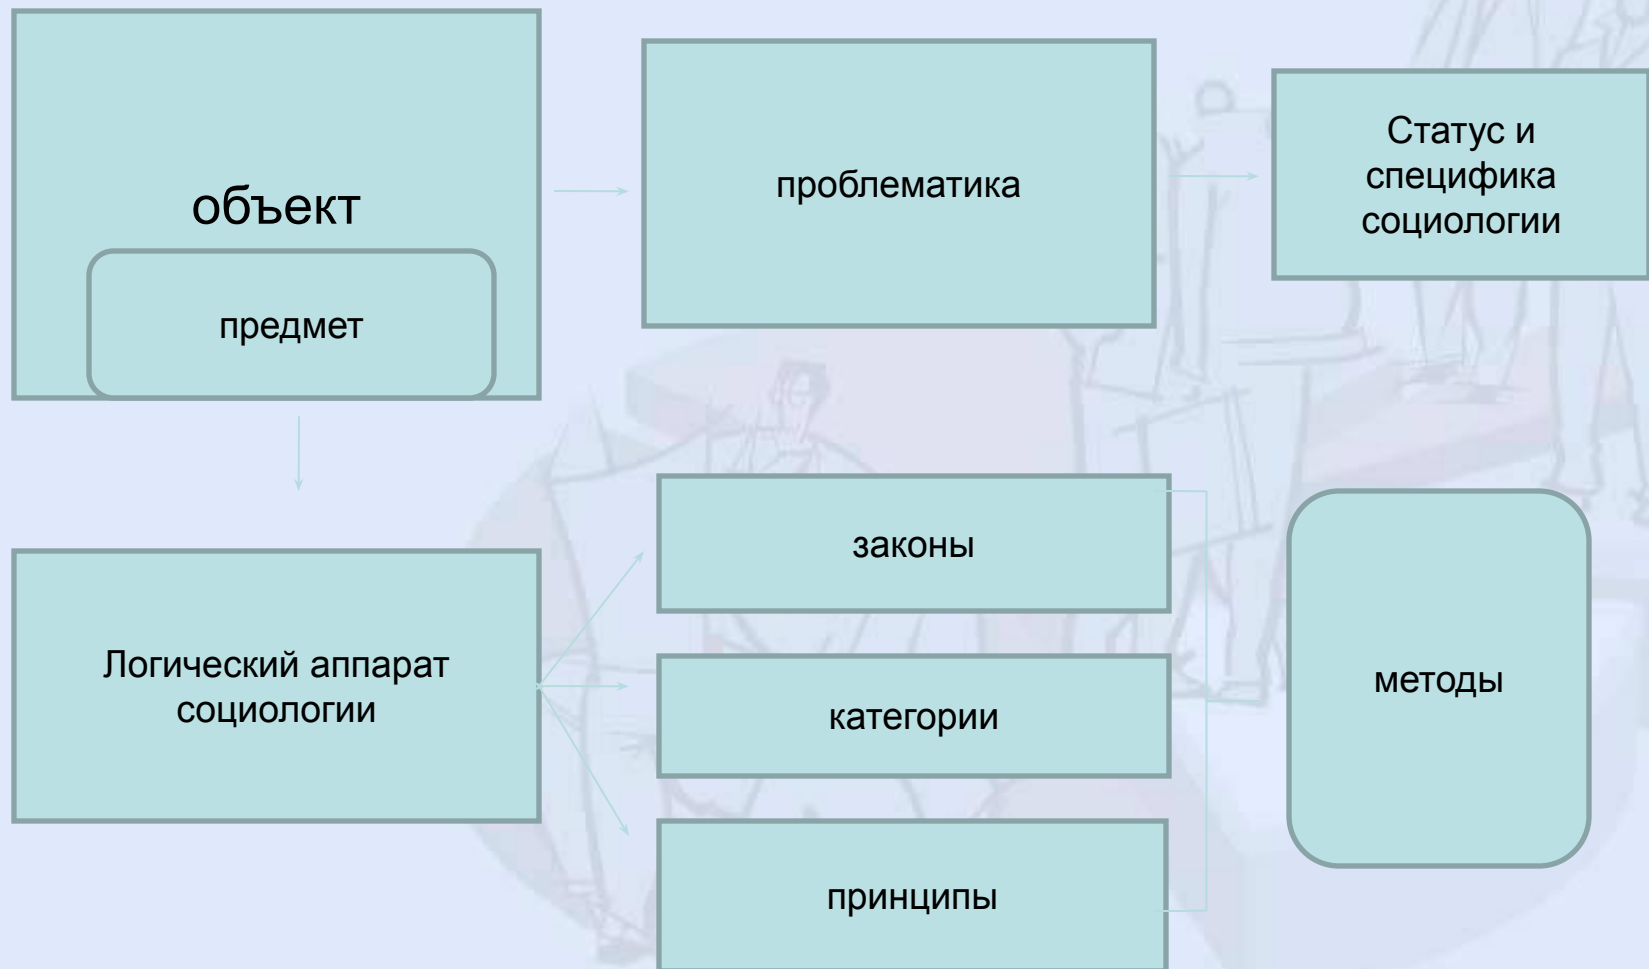 объект
предмет
проблематика
Статус и
специфика
социологии
Логический аппарат
социологии
законы
категории
принципы
методы